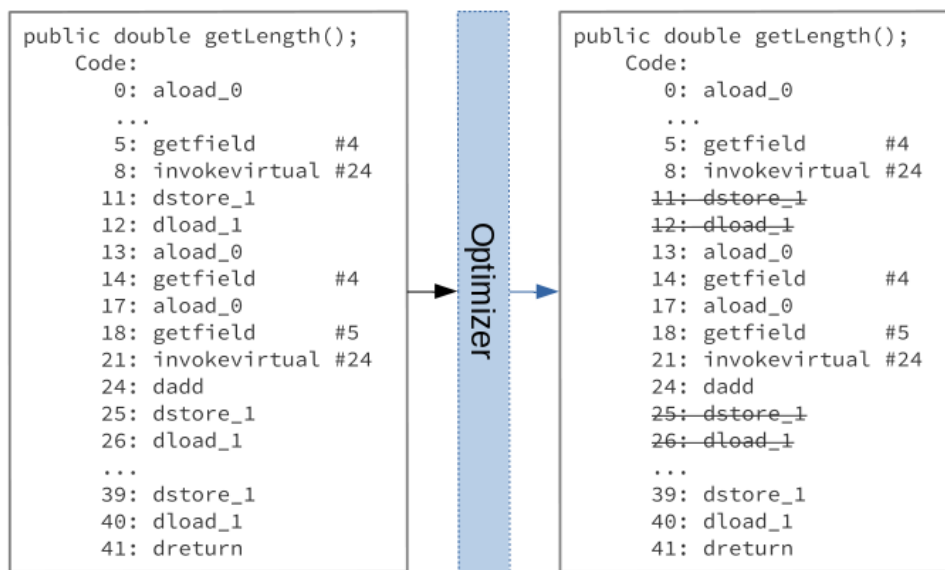 public double getLength();
Code:
0: aload_0
...
5: getfield #4
8: invokevirtual #24
11: dstore_1
12: dload_1
13: aload_0
14: getfield #4
17: aload_0
18: getfield #5
21: invokevirtual #24
24: dadd
25: dstore_1
26: dload_1
...
39: dstore_1
40: dload_1
41: dreturn
Optimizer
public double getLength();
Code:
0: aload_0
...
5: getfield #4
8: invokevirtual #24
11: dstore_1
12: dload_1
13: aload_0
14: getfield #4
17: aload_0
18: getfield #5
21: invokevirtual #24
24: dadd
25: dstore_1
26: dload_1
...
39: dstore_1
40: dload_1
41: dreturn